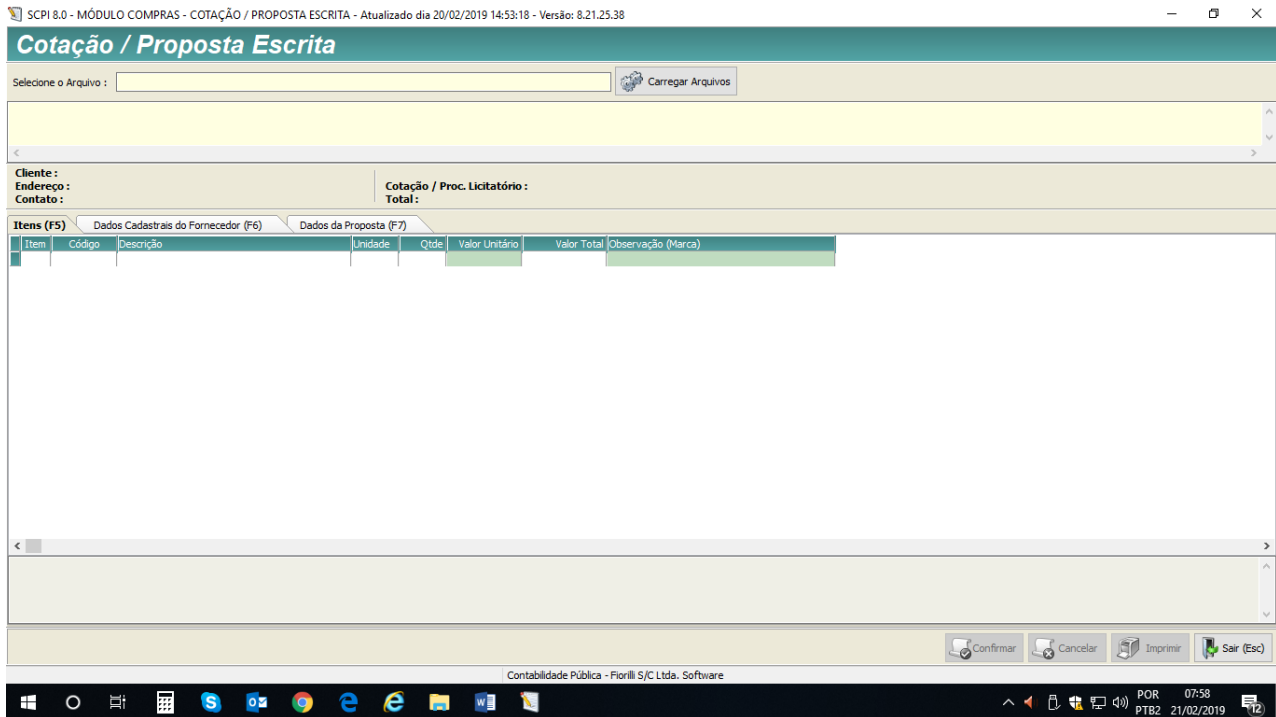 SCPI 8.0 - MÓDULO COMPRAS - COTAÇÃO / PROPOSTA ESCRITA - Atualizado dia 20/02/2019 14:53:18 - Versão: 8.21.25.38
Cotação / Proposta Escrita
Selecione o Arquivo :
Carregar Arquivos
Cliente :
Endereço :
Contato :
Cotação / Proc. Licitatório :
Total :
Itens (F5) Dados Cadastrais do Fornecedor (F6) Dados da Proposta (F7)
Item Código Descrição Unidade Qtde Valor Unitário Valor Total Observação (Marca)
Confirmar Cancelar Imprimir Sair (Esc)
Contabilidade Pública - Fiorilli S/C Ltda. Software
POR 07:58
PTB2 21/02/2019 12